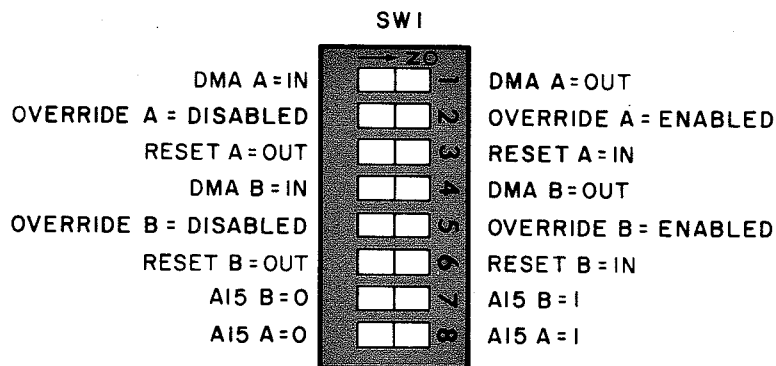 SW1
→ ON
DMA A=IN 1 DMA A=OUT
OVERRIDE A = DISABLED 2 OVERRIDE A = ENABLED
RESET A=OUT 3 RESET A=IN
DMA B=IN 4 DMA B=OUT
OVERRIDE B = DISABLED 5 OVERRIDE B = ENABLED
RESET B=OUT 6 RESET B=IN
A15 B=0 7 A15 B=1
A15 A=0 8 A15 A=1